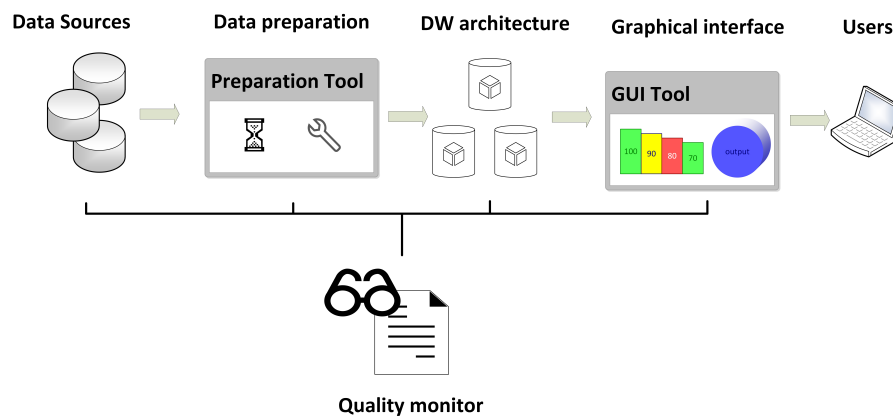 Data Sources
Data preparation
DW architecture
Graphical interface
Users
Preparation Tool
GUI Tool
100
90
80
70
output
Quality monitor